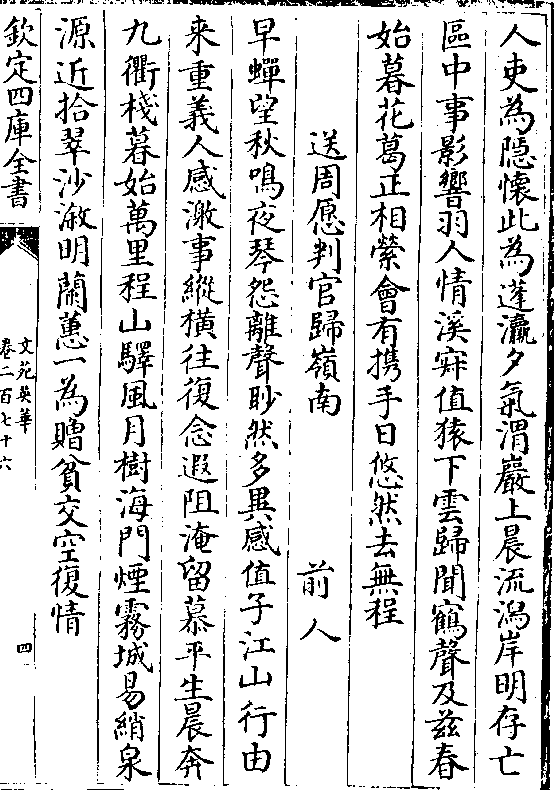 人吏為隠懷此為蓬瀛夕氣渭巖上晨流潟岸明存亡
區中事影響羽人情溪寂值猿下雲歸聞鶴聲及兹春
始暮花葛正相縈會有携手日悠然去無程
送周愿判官歸嶺南 前人
早蟬望秋鳴夜琴怨離聲眇然多異感值子江山行由
来重義人感激事縱横往復念遐阻淹留慕平生晨奔
九衢棧暮始萬里程山驛風月樹海門煙霧城易綃泉
源近拾翠沙溆明蘭蕙一為贈貧交空復情
欽定四庫全書
文苑英華
卷二百七十六
四